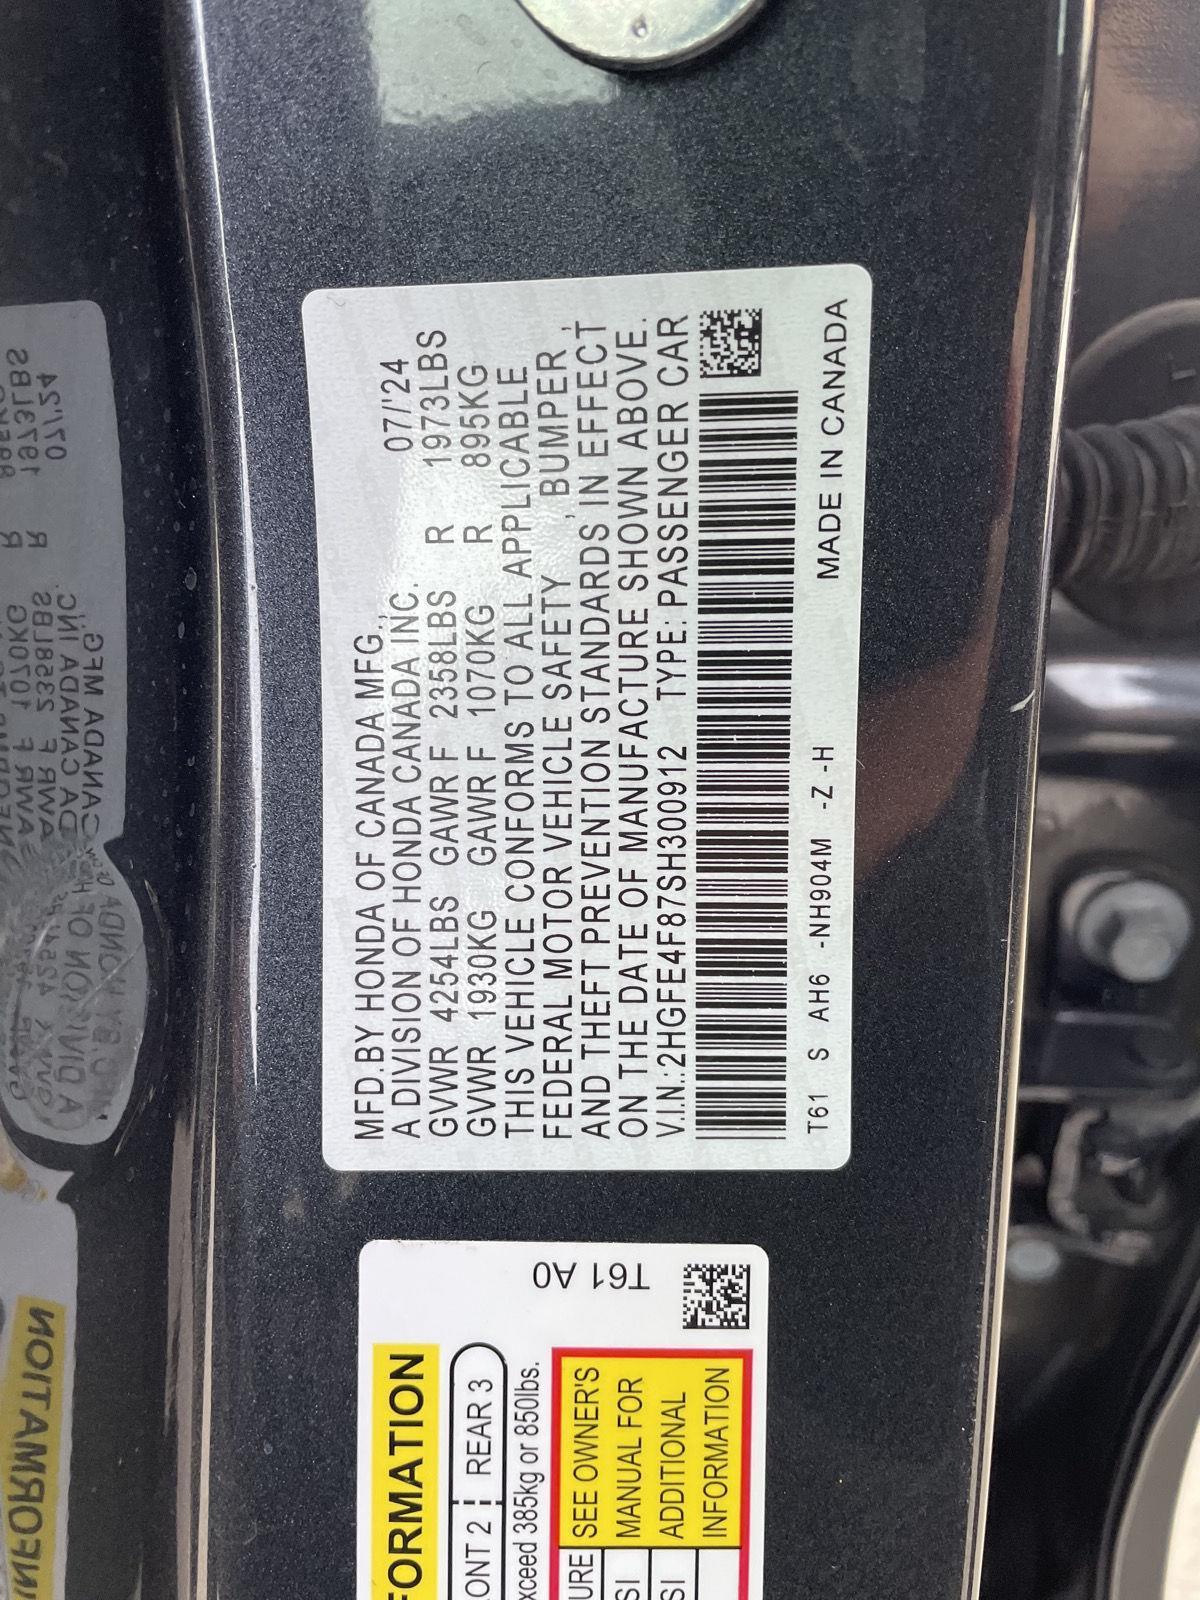 MFD.BY HONDA OF CANADA MFG., 07/'24
A DIVISION OF HONDA CANADA INC.
GVWR 4254LBS GAWR F 2358LBS R 1973LBS
GVWR 1930KG GAWR F 1070KG R 895KG
THIS VEHICLE CONFORMS TO ALL APPLICABLE
FEDERAL MOTOR VEHICLE SAFETY , BUMPER,
AND THEFT PREVENTION STANDARDS IN EFFECT
ON THE DATE OF MANUFACTURE SHOWN ABOVE.
V.I.N.:2HGFE4F87SH300912 TYPE:PASSENGER CAR
T61 S AH6 -NH904M -Z -H MADE IN CANADA
T61 A0
FORMATION
ONT 2 REAR 3
xceed 385kg or 850lbs.
URE SEE OWNER'S
SI MANUAL FOR
SI ADDITIONAL
INFORMATION